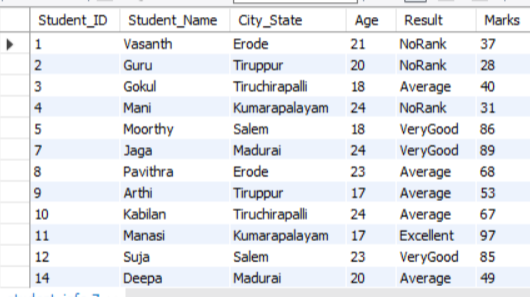 Student_ID Student_Name City_State Age Result Marks
1 Vasanth Erode 21 NoRank 37
2 Guru Tiruppur 20 NoRank 28
3 Gokul Tiruchirapalli 18 Average 40
4 Mani Kumarapalayam 24 NoRank 31
5 Moorthy Salem 18 VeryGood 86
7 Jaga Madurai 24 VeryGood 89
8 Pavithra Erode 23 Average 68
9 Arthi Tiruppur 17 Average 53
10 Kabilan Tiruchirapalli 24 Average 67
11 Manasi Kumarapalayam 17 Excellent 97
12 Suja Salem 23 VeryGood 85
14 Deepa Madurai 20 Average 49